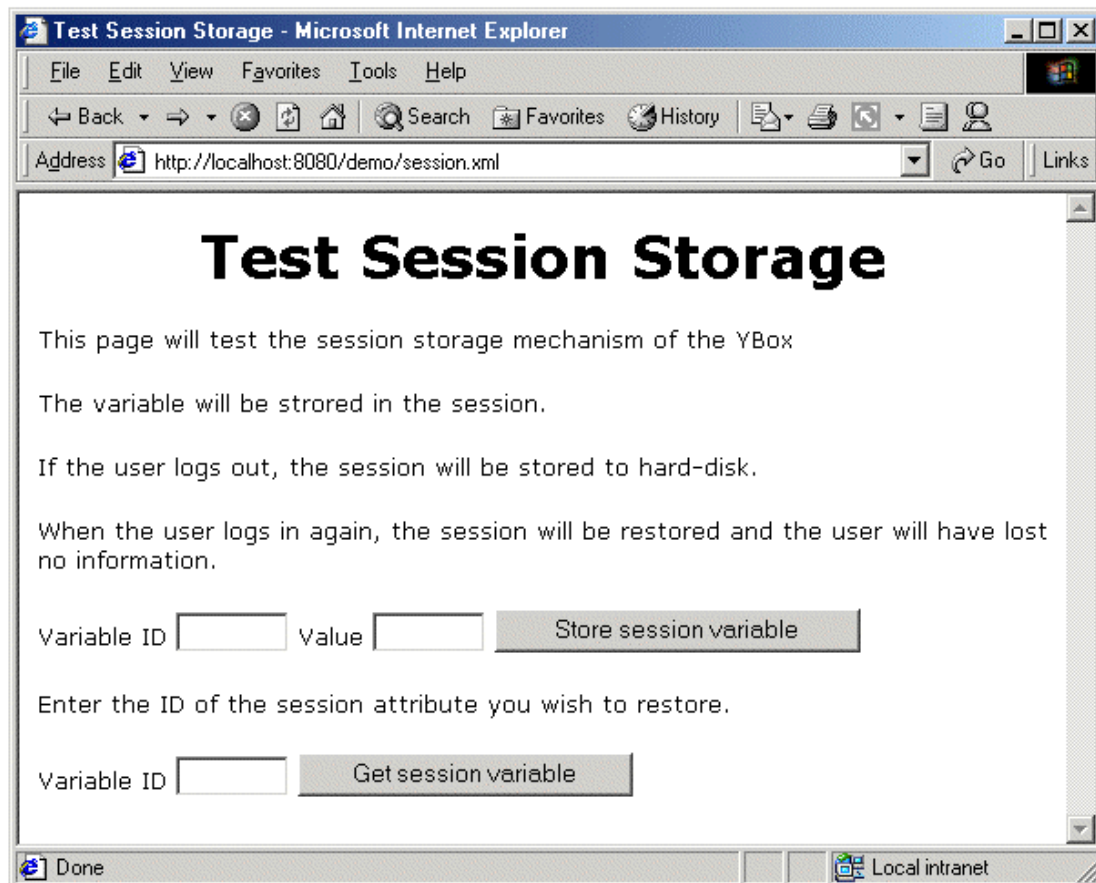 Test Session Storage - Microsoft Internet Explorer
File Edit View Favorites Tools Help
Back Search Favorites History
Address http://localhost:8080/demo/session.xml Go Links
Test Session Storage
This page will test the session storage mechanism of the YBox
The variable will be strored in the session.
If the user logs out, the session will be stored to hard-disk.
When the user logs in again, the session will be restored and the user will have lost
no information.
Variable ID Value Store session variable
Enter the ID of the session attribute you wish to restore.
Variable ID Get session variable
Done Local intranet